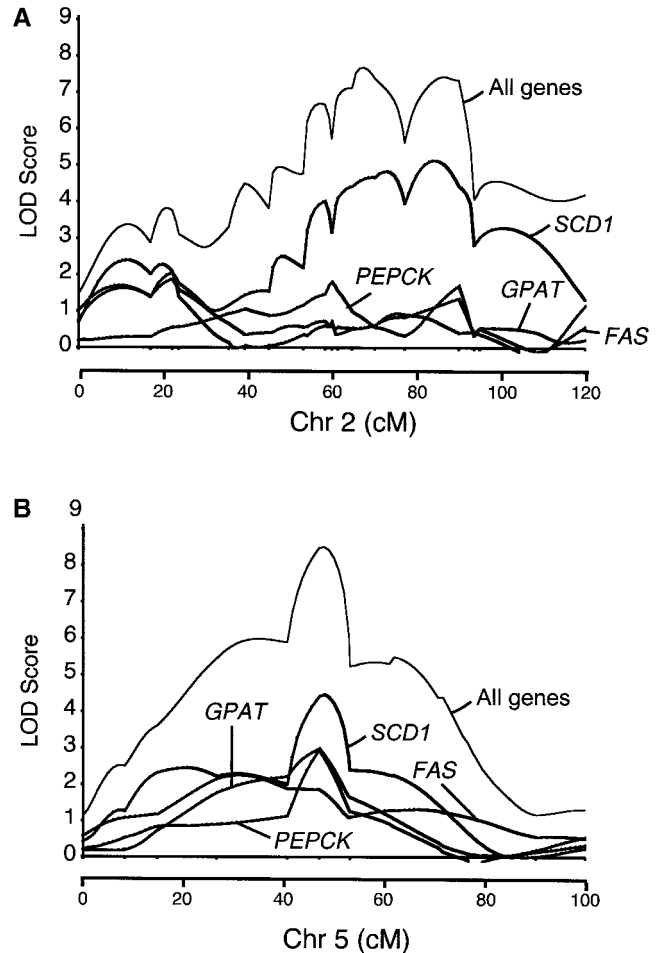 A
9
8
7
6
5
4
3
2
1
0
LOD Score
All genes
SCD1
PEPCK
GPAT
FAS
0 20 40 60 80 100 120
Chr 2 (cM)
B
9
8
7
6
5
4
3
2
1
0
LOD Score
GPAT
SCD1
All genes
FAS
PEPCK
0 20 40 60 80 100
Chr 5 (cM)